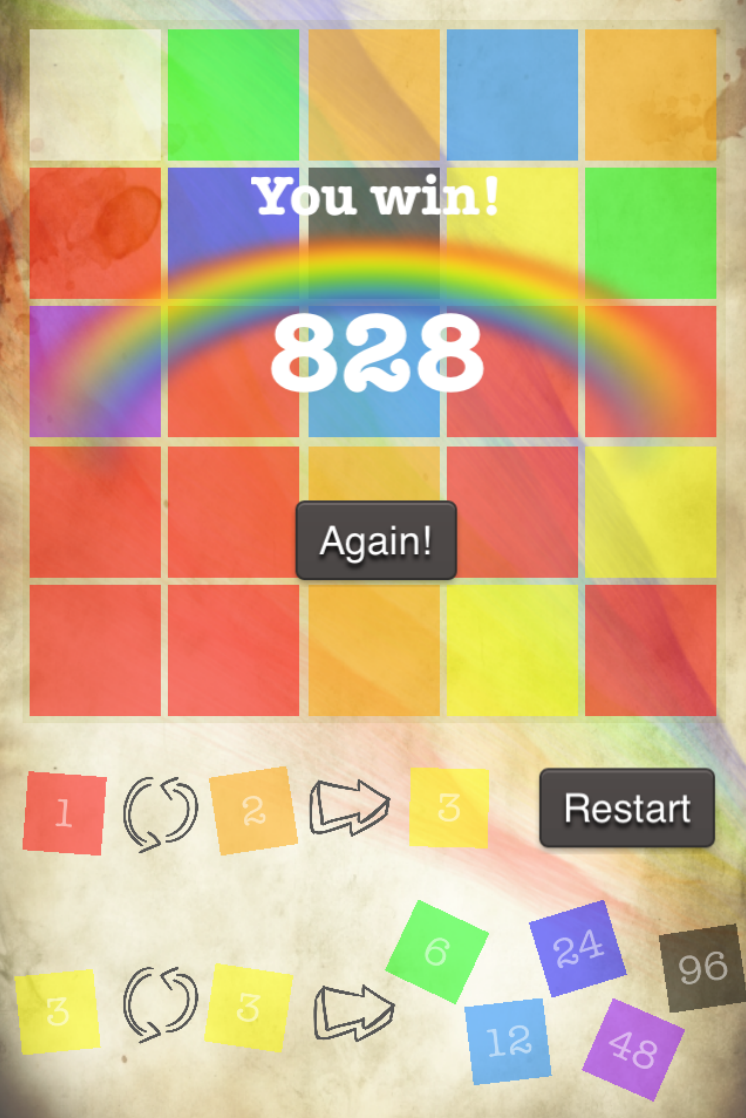 You win!
828
Again!
1 2 3 Restart
6 24 96
3 3 12 48